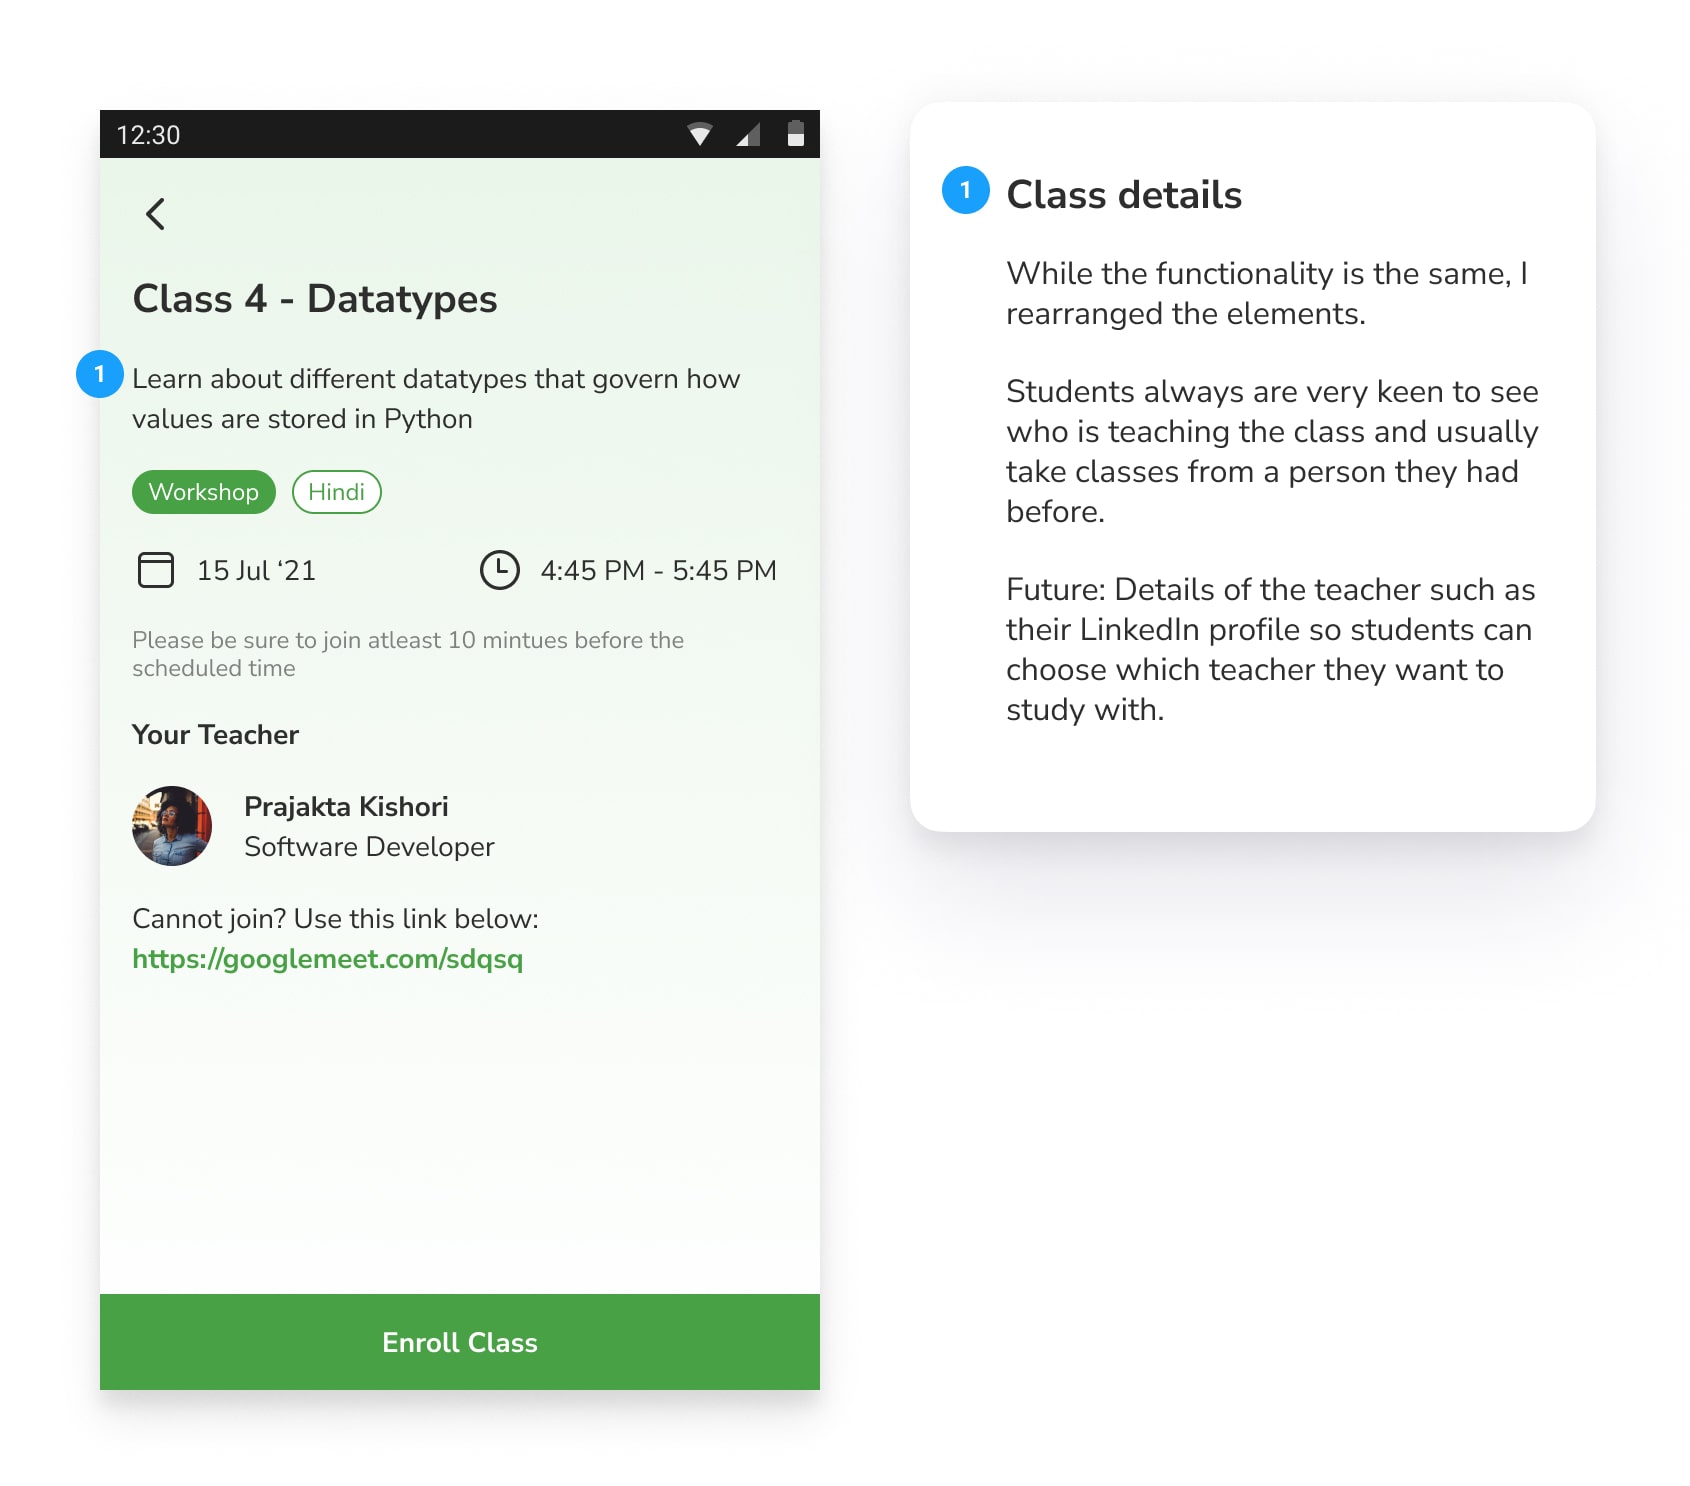 12:30
Class 4 - Datatypes
1
Learn about different datatypes that govern how
values are stored in Python
Workshop
Hindi
15 Jul ‘21
4:45 PM - 5:45 PM
Please be sure to join atleast 10 mintues before the
scheduled time
Your Teacher
Prajakta Kishori
Software Developer
Cannot join? Use this link below:
https://googlemeet.com/sdqsq
Enroll Class
1
Class details
While the functionality is the same, I
rearranged the elements.
Students always are very keen to see
who is teaching the class and usually
take classes from a person they had
before.
Future: Details of the teacher such as
their LinkedIn profile so students can
choose which teacher they want to
study with.